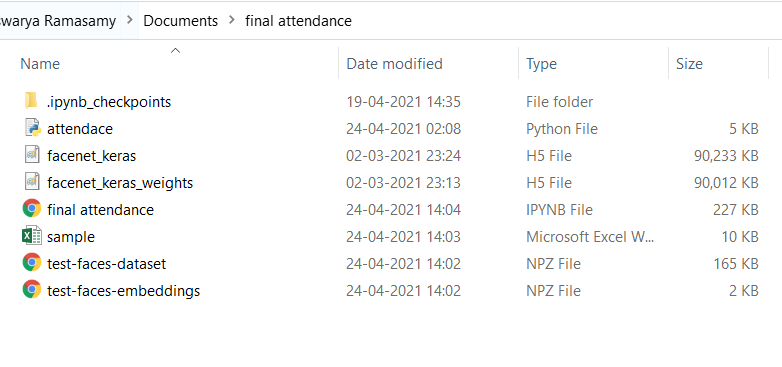 swarya Ramasamy > Documents > final attendance
Name Date modified Type Size
.ipynb_checkpoints 19-04-2021 14:35 File folder
attendace 24-04-2021 02:08 Python File 5 KB
facenet_keras 02-03-2021 23:24 H5 File 90,233 KB
facenet_keras_weights 02-03-2021 23:13 H5 File 90,012 KB
final attendance 24-04-2021 14:04 IPYNB File 227 KB
sample 24-04-2021 14:03 Microsoft Excel W... 10 KB
test-faces-dataset 24-04-2021 14:02 NPZ File 165 KB
test-faces-embeddings 24-04-2021 14:02 NPZ File 2 KB